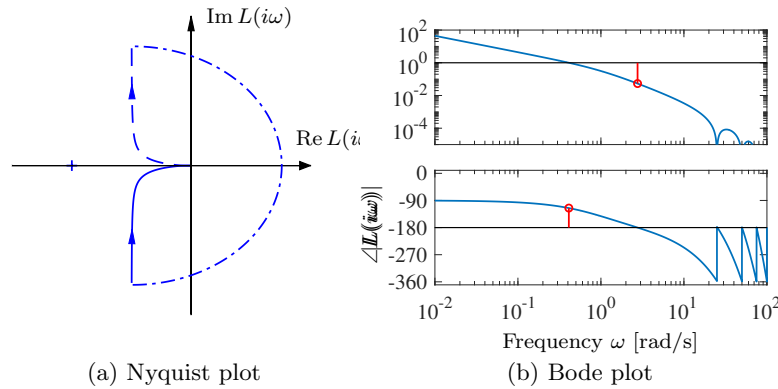 Im L(iω)
Re L(i
(a) Nyquist plot
10^2
10^0
10^-2
10^-4
0
-90
-180
-270
-360
10^-2
10^-1
10^0
10^1
10^2
Frequency ω [rad/s]
(b) Bode plot